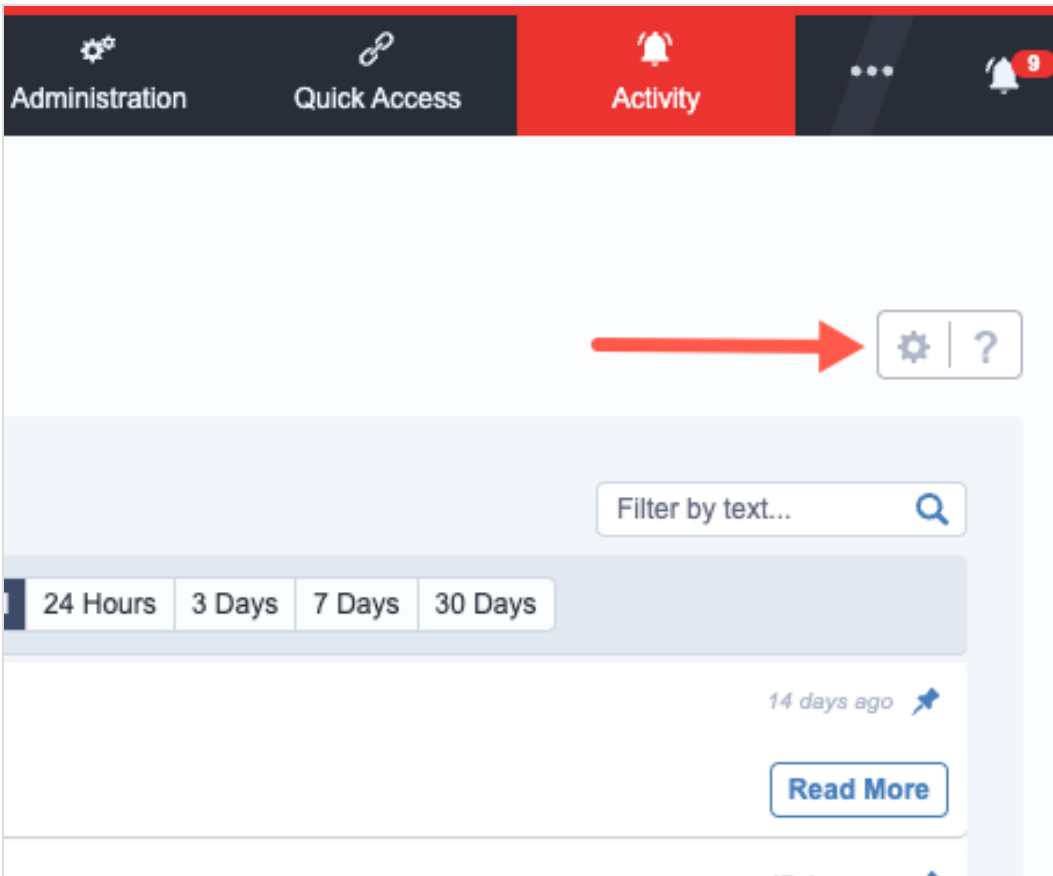 Administration
Quick Access
Activity
9
?
Filter by text...
24 Hours
3 Days
7 Days
30 Days
14 days ago
Read More